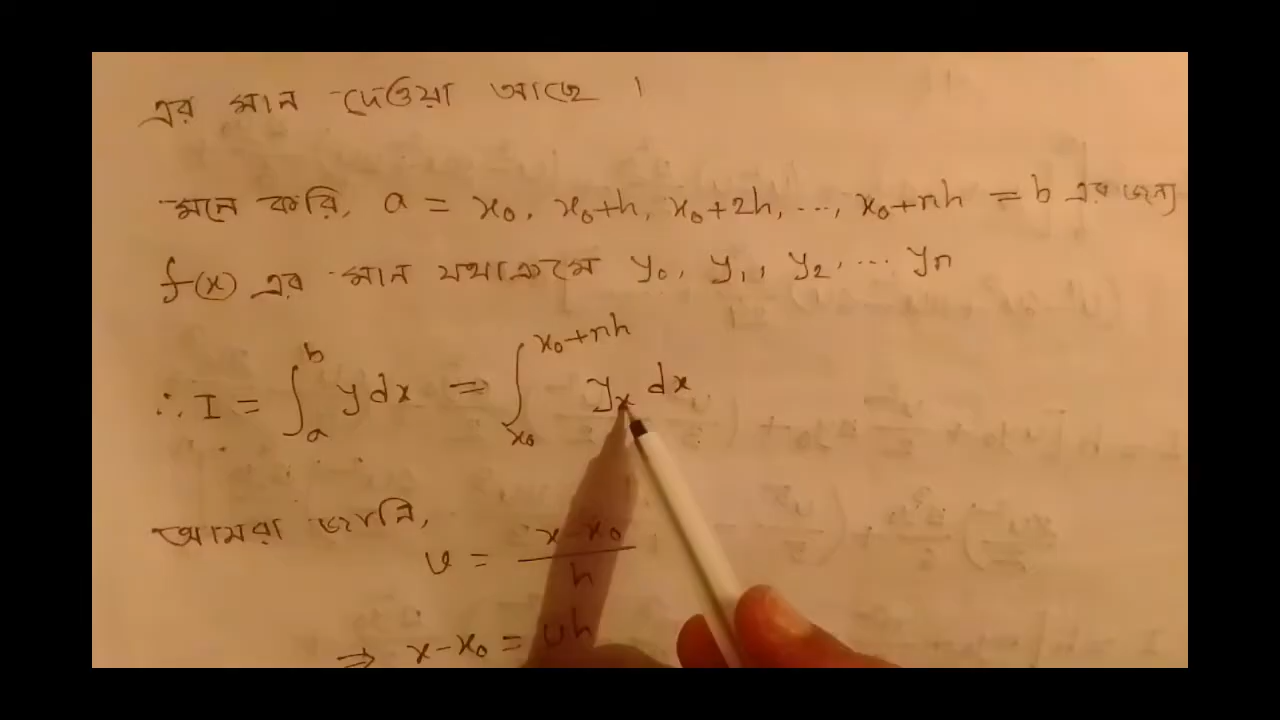 এর মান দেওয়া আছে ।
মনে করি, a = x₀, x₀+h, x₀+2h, ..., x₀+nh = b এর জন্য
f(x) এর মান যথাক্রমে y₀, y₁, y₂, ... yₙ
∴ I = ∫ₐᵇ y dx = ∫_{x₀}^{x₀+nh} yₓ dx
আমরা জানি,
u = \frac{x-x₀}{h}
⇒ x-x₀ = uh